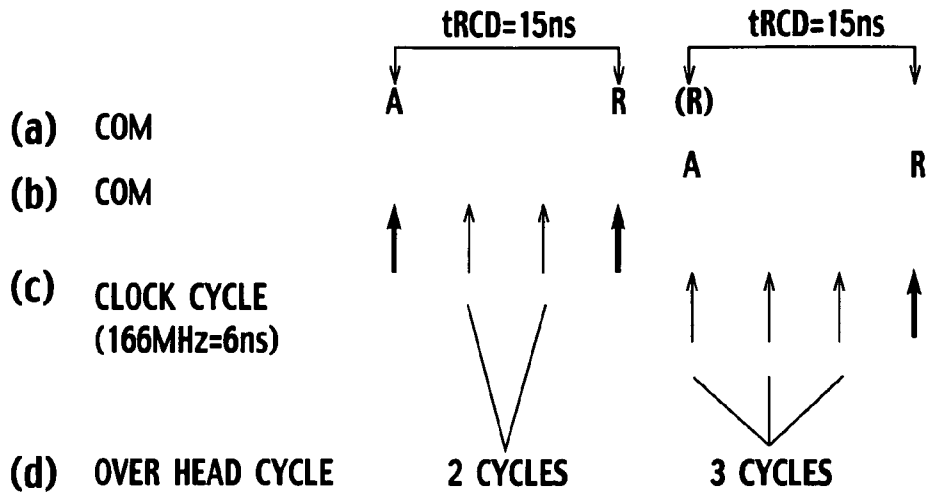 tRCD=15ns tRCD=15ns
A R (R)
(a) COM
A R
(b) COM
(c) CLOCK CYCLE
(166MHz=6ns)
(d) OVER HEAD CYCLE 2 CYCLES 3 CYCLES